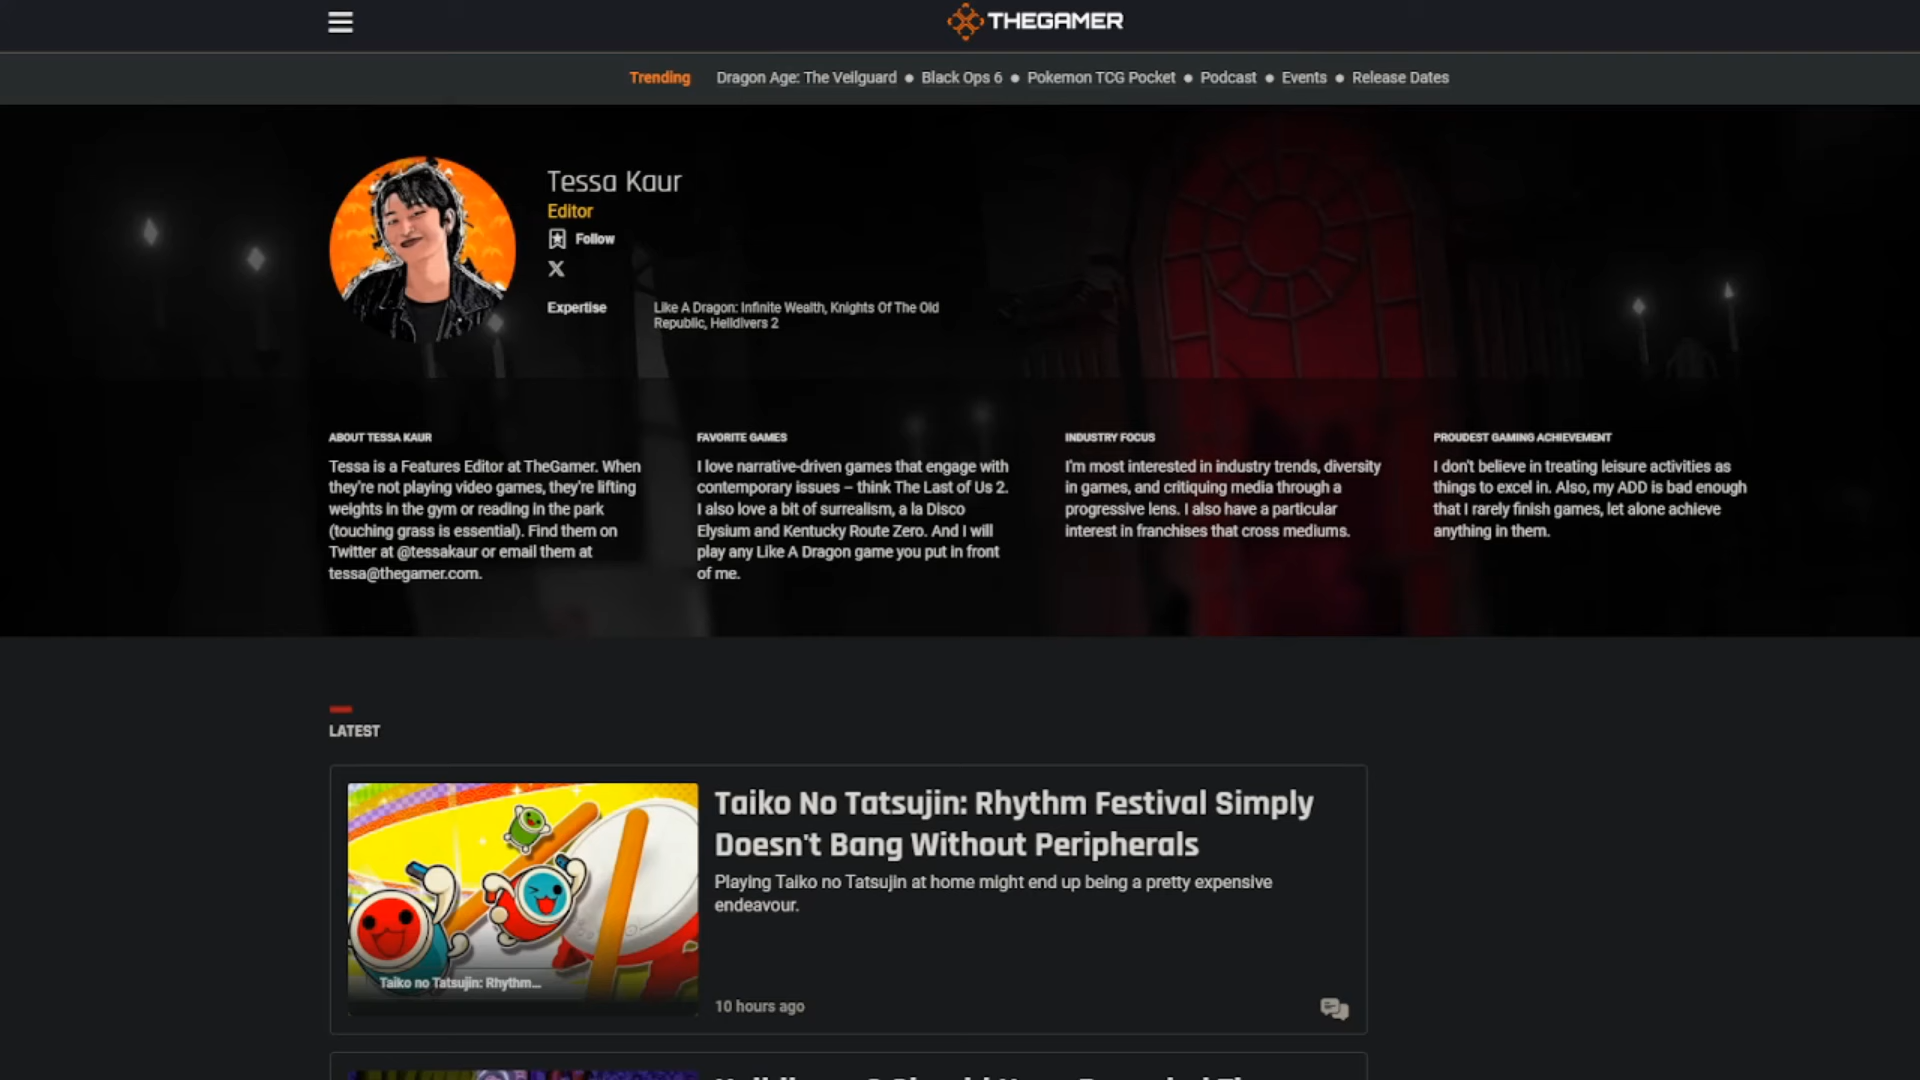 THEGAMER
Trending Dragon Age: The Veilguard ● Black Ops 6 ● Pokemon TCG Pocket ● Podcast ● Events ● Release Dates
Tessa Kaur
Editor
Follow
X
Expertise
Like A Dragon: Infinite Wealth, Knights Of The Old
Republic, Helldivers 2
ABOUT TESSA KAUR
Tessa is a Features Editor at TheGamer. When
they're not playing video games, they're lifting
weights in the gym or reading in the park
(touching grass is essential). Find them on
Twitter at @tessakaur or email them at
tessa@thegamer.com.
FAVORITE GAMES
I love narrative-driven games that engage with
contemporary issues – think The Last of Us 2.
I also love a bit of surrealism, a la Disco
Elysium and Kentucky Route Zero. And I will
play any Like A Dragon game you put in front
of me.
INDUSTRY FOCUS
I'm most interested in industry trends, diversity
in games, and critiquing media through a
progressive lens. I also have a particular
interest in franchises that cross mediums.
PROUDEST GAMING ACHIEVEMENT
I don't believe in treating leisure activities as
things to excel in. Also, my ADD is bad enough
that I rarely finish games, let alone achieve
anything in them.
LATEST
Taiko no Tatsujin: Rhythm...
Taiko No Tatsujin: Rhythm Festival Simply
Doesn't Bang Without Peripherals
Playing Taiko no Tatsujin at home might end up being a pretty expensive
endeavour.
10 hours ago